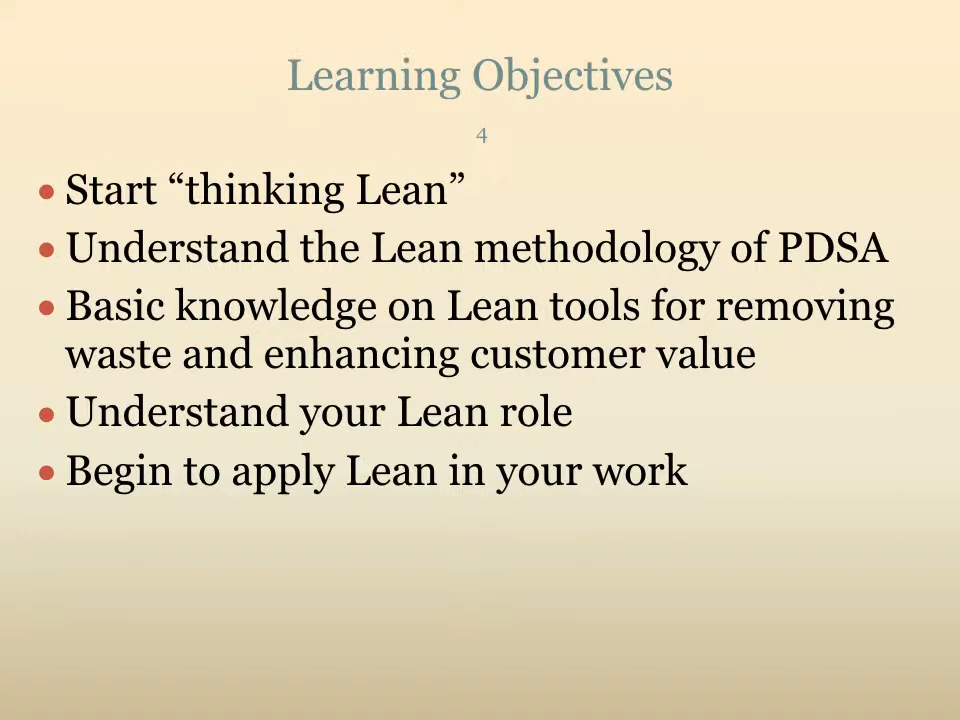 Learning Objectives
4
• Start “thinking Lean”
• Understand the Lean methodology of PDSA
• Basic knowledge on Lean tools for removing
waste and enhancing customer value
• Understand your Lean role
• Begin to apply Lean in your work